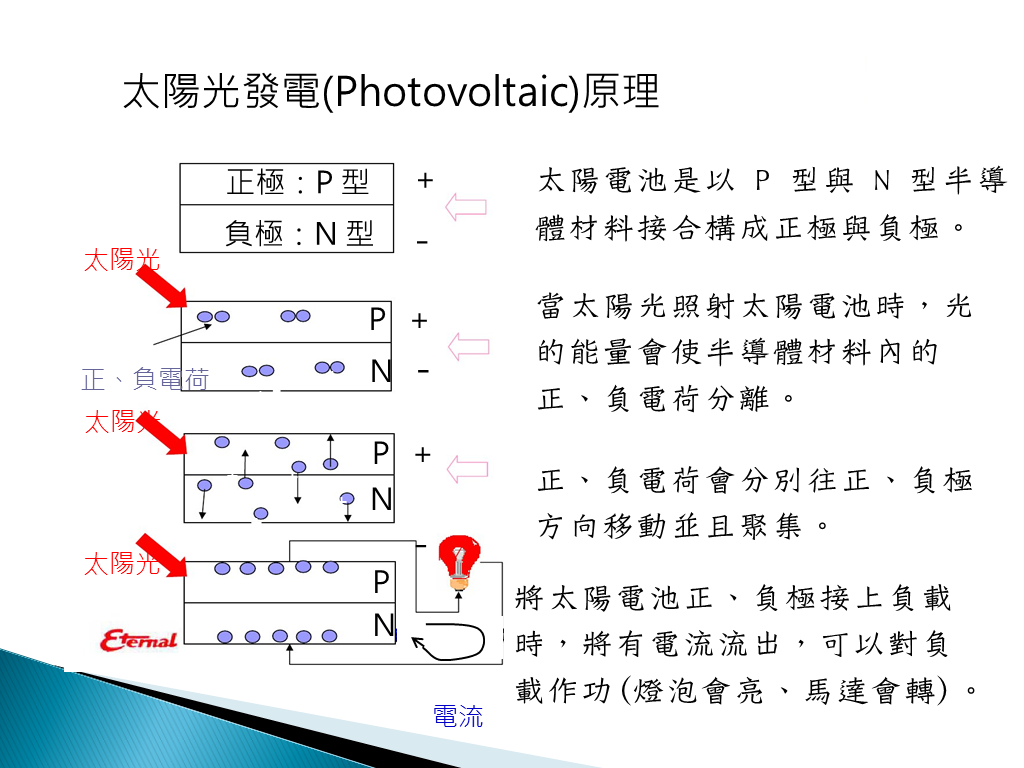 太陽光發電(Photovoltaic)原理
正極：P 型
+
負極：N 型
-
太陽電池是以 P 型與 N 型半導
體材料接合構成正極與負極。
太陽光
P
+
N
-
正、負電荷
當太陽光照射太陽電池時，光
的能量會使半導體材料內的
正、負電荷分離。
太陽光
P
+
N
-
正、負電荷會分別往正、負極
方向移動並且聚集。
太陽光
P
N
Eternal
電流
將太陽電池正、負極接上負載
時，將有電流流出，可以對負
載作功(燈泡會亮、馬達會轉)。